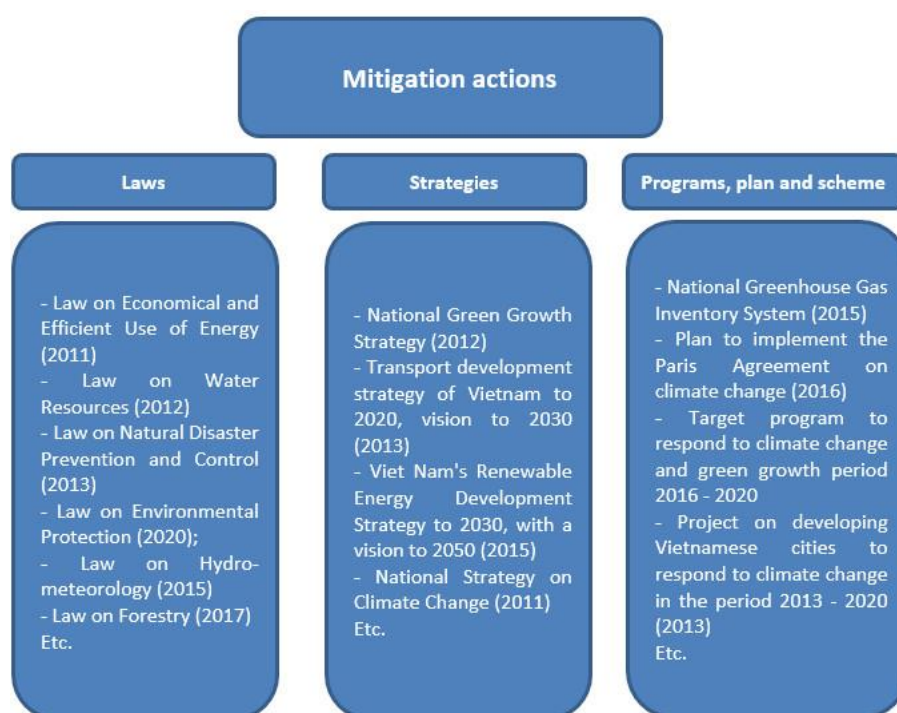 Mitigation actions
Laws
Strategies
Programs, plan and scheme
- Law on Economical and
Efficient Use of Energy
(2011)
- Law on Water
Resources (2012)
- Law on Natural Disaster
Prevention and Control
(2013)
- Law on Environmental
Protection (2020);
- Law on Hydro-
meteorology (2015)
- Law on Forestry (2017)
Etc.
- National Green Growth
Strategy (2012)
- Transport development
strategy of Vietnam to
2020, vision to 2030
(2013)
- Viet Nam's Renewable
Energy Development
Strategy to 2030, with a
vision to 2050 (2015)
- National Strategy on
Climate Change (2011)
Etc.
- National Greenhouse Gas
Inventory System (2015)
- Plan to implement the
Paris Agreement on
climate change (2016)
- Target program to
respond to climate change
and green growth period
2016 - 2020
- Project on developing
Vietnamese cities to
respond to climate change
in the period 2013 - 2020
(2013)
Etc.